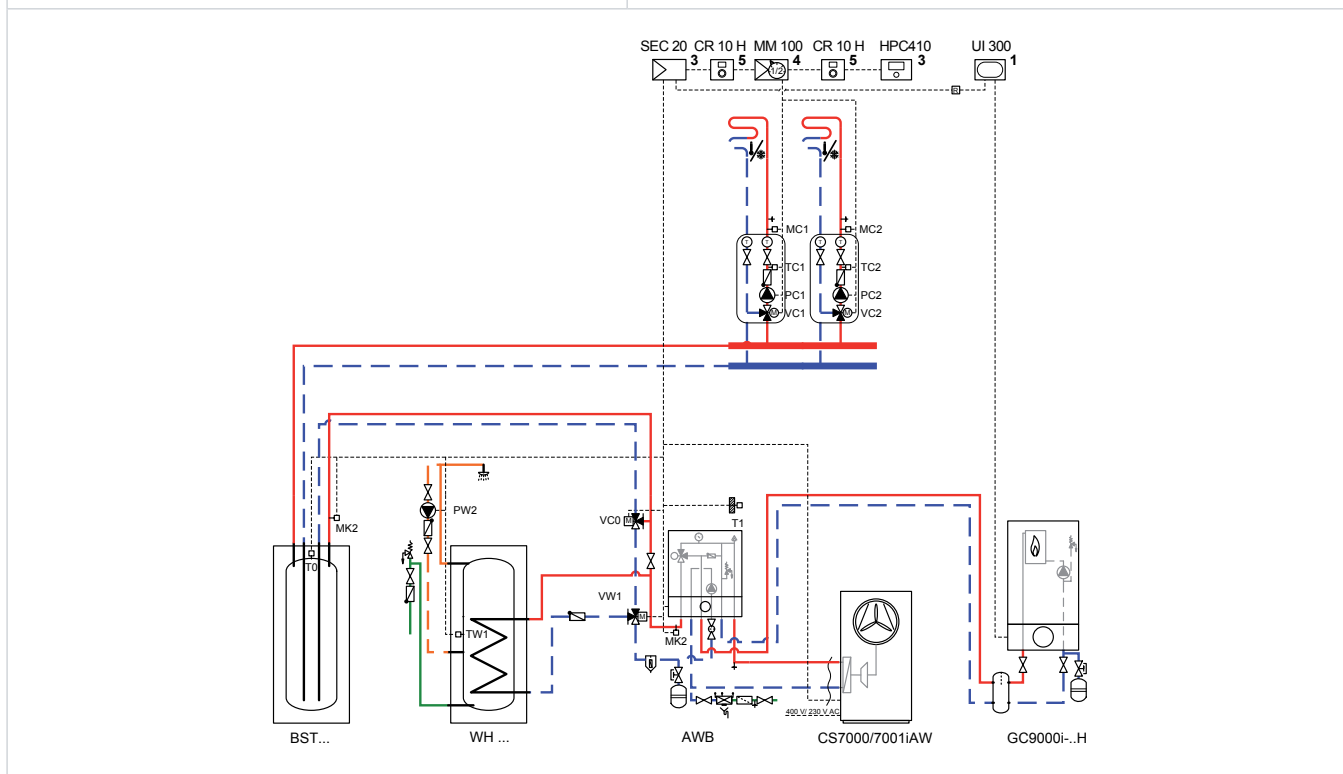 SEC 20 CR 10 H MM 100 CR 10 H HPC410 UI 300
3 5 4 5 3 1
1/2
R
MC1 MC2
T T T T
TC1 TC2
PC1 PC2
M VC1 M VC2
PW2
MK2
VC0 M
T1
T0
VW1 M
TW1
MK2
400 V/ 230 V AC
BST... WH ... AWB CS7000/7001iAW GC9000i-..H